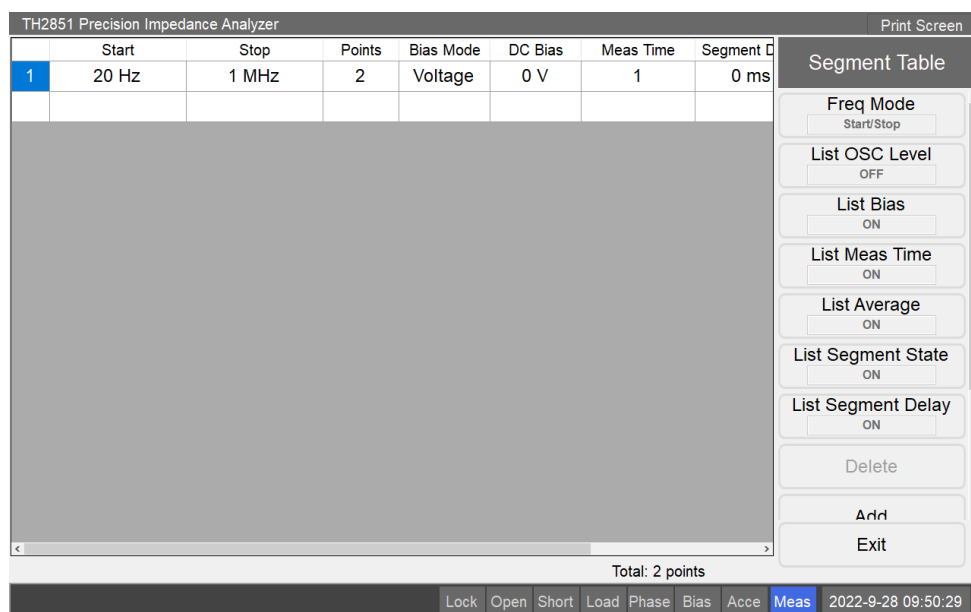 TH2851 Precision Impedance Analyzer Print Screen
Start Stop Points Bias Mode DC Bias Meas Time Segment D
1 20 Hz 1 MHz 2 Voltage 0 V 1 0 ms
Segment Table
Freq Mode
Start/Stop
List OSC Level
OFF
List Bias
ON
List Meas Time
ON
List Average
ON
List Segment State
ON
List Segment Delay
ON
Delete
Add
Exit
Total: 2 points
Lock Open Short Load Phase Bias Acce Meas 2022-9-28 09:50:29